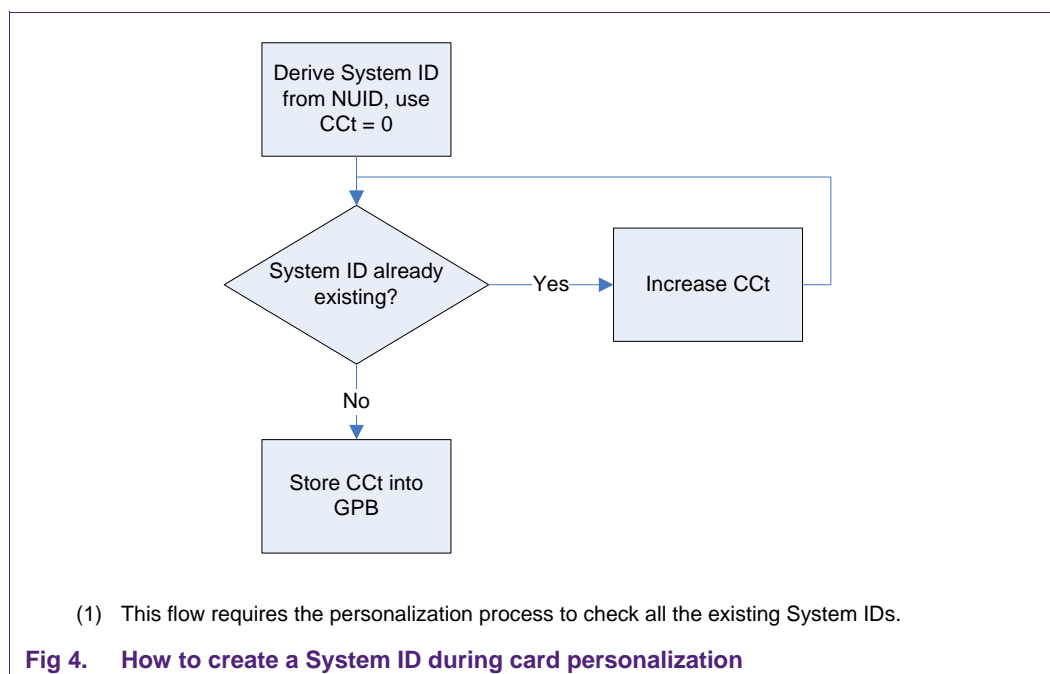 Derive System ID
from NUID, use
CCt = 0
System ID already
existing?
Yes
Increase CCt
No
Store CCt into
GPB
(1) This flow requires the personalization process to check all the existing System IDs.
Fig 4. How to create a System ID during card personalization